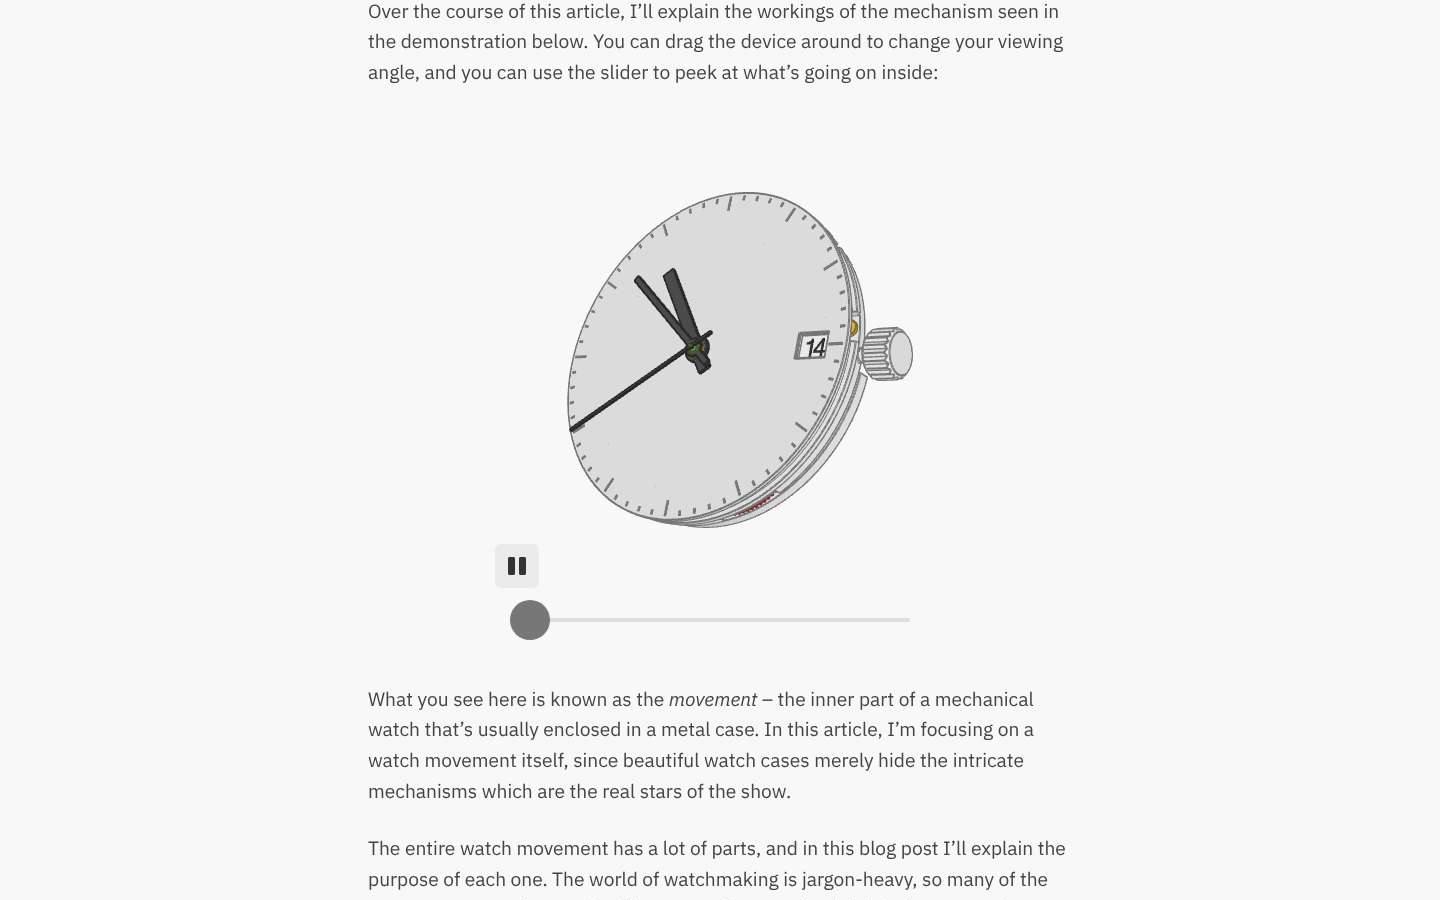 Over the course of this article, I’ll explain the workings of the mechanism seen in
the demonstration below. You can drag the device around to change your viewing
angle, and you can use the slider to peek at what’s going on inside:
14
What you see here is known as the movement – the inner part of a mechanical
watch that’s usually enclosed in a metal case. In this article, I’m focusing on a
watch movement itself, since beautiful watch cases merely hide the intricate
mechanisms which are the real stars of the show.
The entire watch movement has a lot of parts, and in this blog post I’ll explain the
purpose of each one. The world of watchmaking is jargon-heavy, so many of the